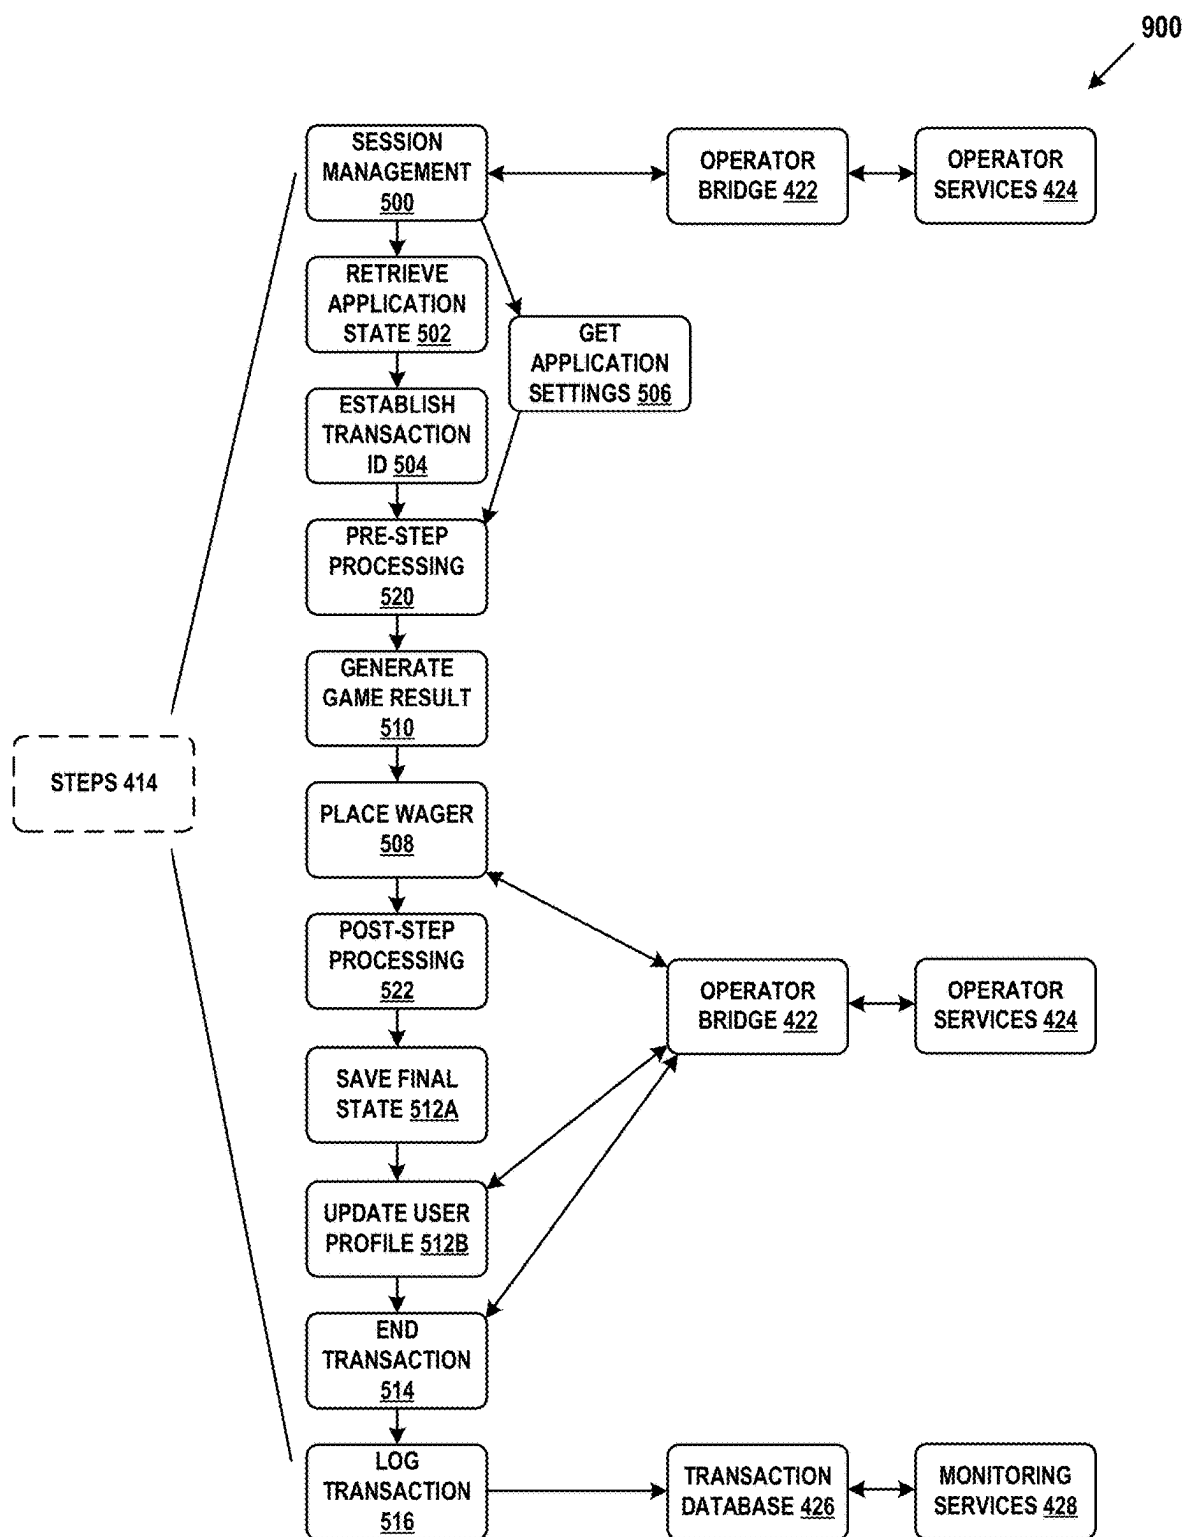 900
SESSION
MANAGEMENT
500
OPERATOR
BRIDGE 422
OPERATOR
SERVICES 424
RETRIEVE
APPLICATION
STATE 502
GET
APPLICATION
SETTINGS 506
ESTABLISH
TRANSACTION
ID 504
PRE-STEP
PROCESSING
520
GENERATE
GAME RESULT
510
STEPS 414
PLACE WAGER
508
POST-STEP
PROCESSING
522
OPERATOR
BRIDGE 422
OPERATOR
SERVICES 424
SAVE FINAL
STATE 512A
UPDATE USER
PROFILE 512B
END
TRANSACTION
514
LOG
TRANSACTION
516
TRANSACTION
DATABASE 426
MONITORING
SERVICES 428